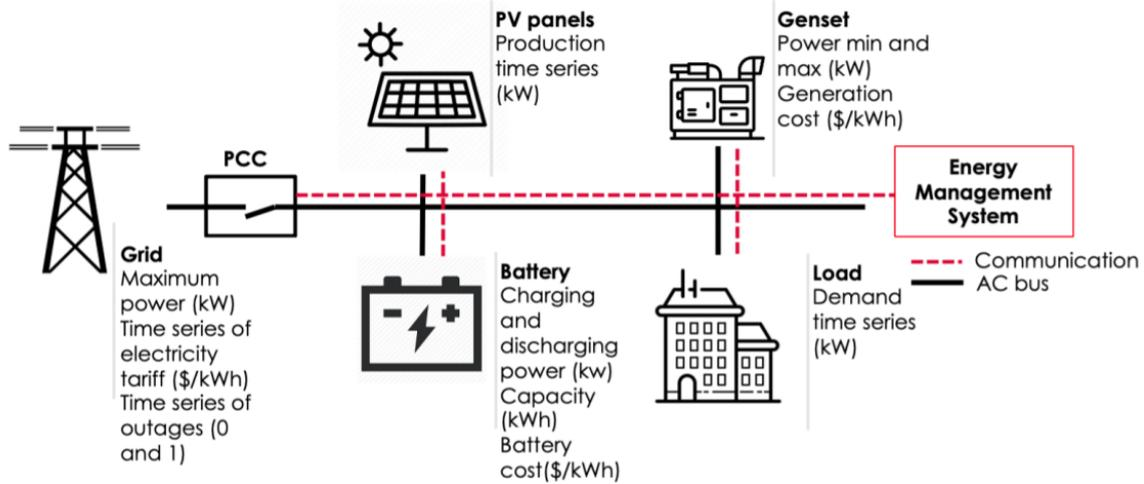 PV panels
Production
time series
(kW)
Genset
Power min and
max (kW)
Generation
cost ($/kWh)
PCC
Energy
Management
System
Grid
Maximum
power (kW)
Time series of
electricity
tariff ($/kWh)
Time series of
outages (0
and 1)
Battery
Charging
and
discharging
power (kw)
Capacity
(kWh)
Battery
cost($/kWh)
Load
Demand
time series
(kW)
Communication
AC bus